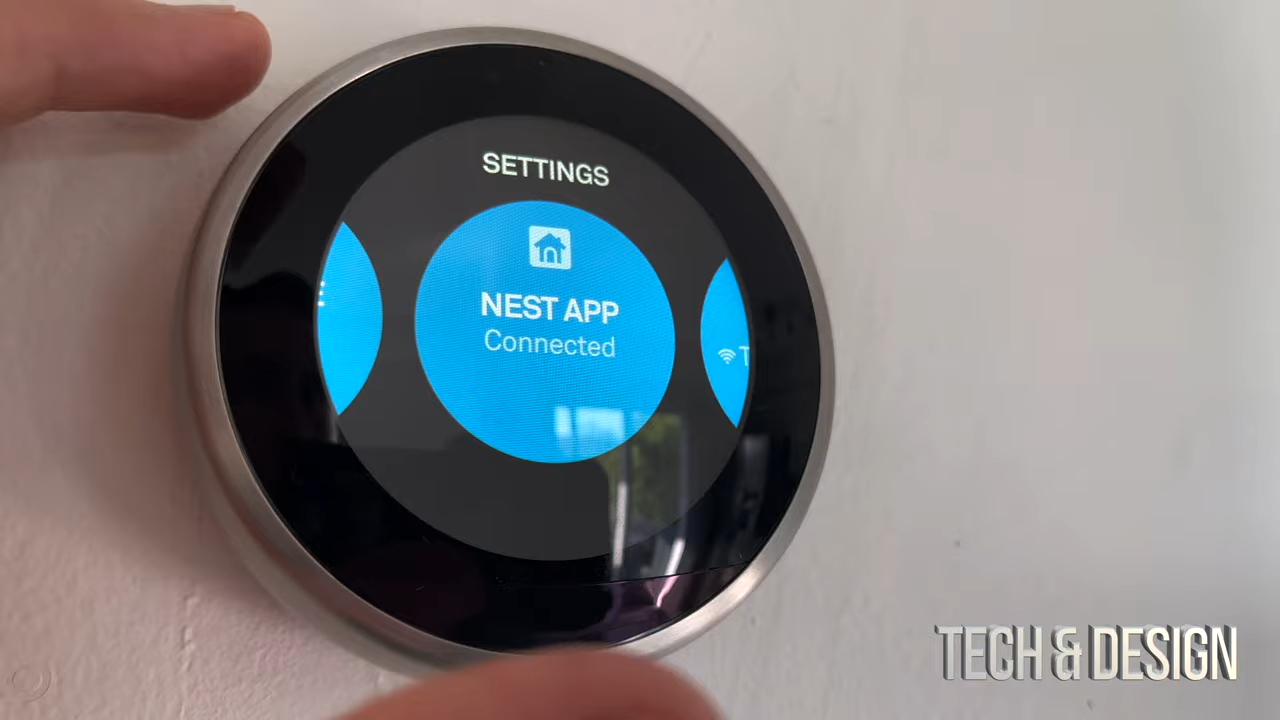 SETTINGS
NEST APP
Connected
T
TECH & DESIGN